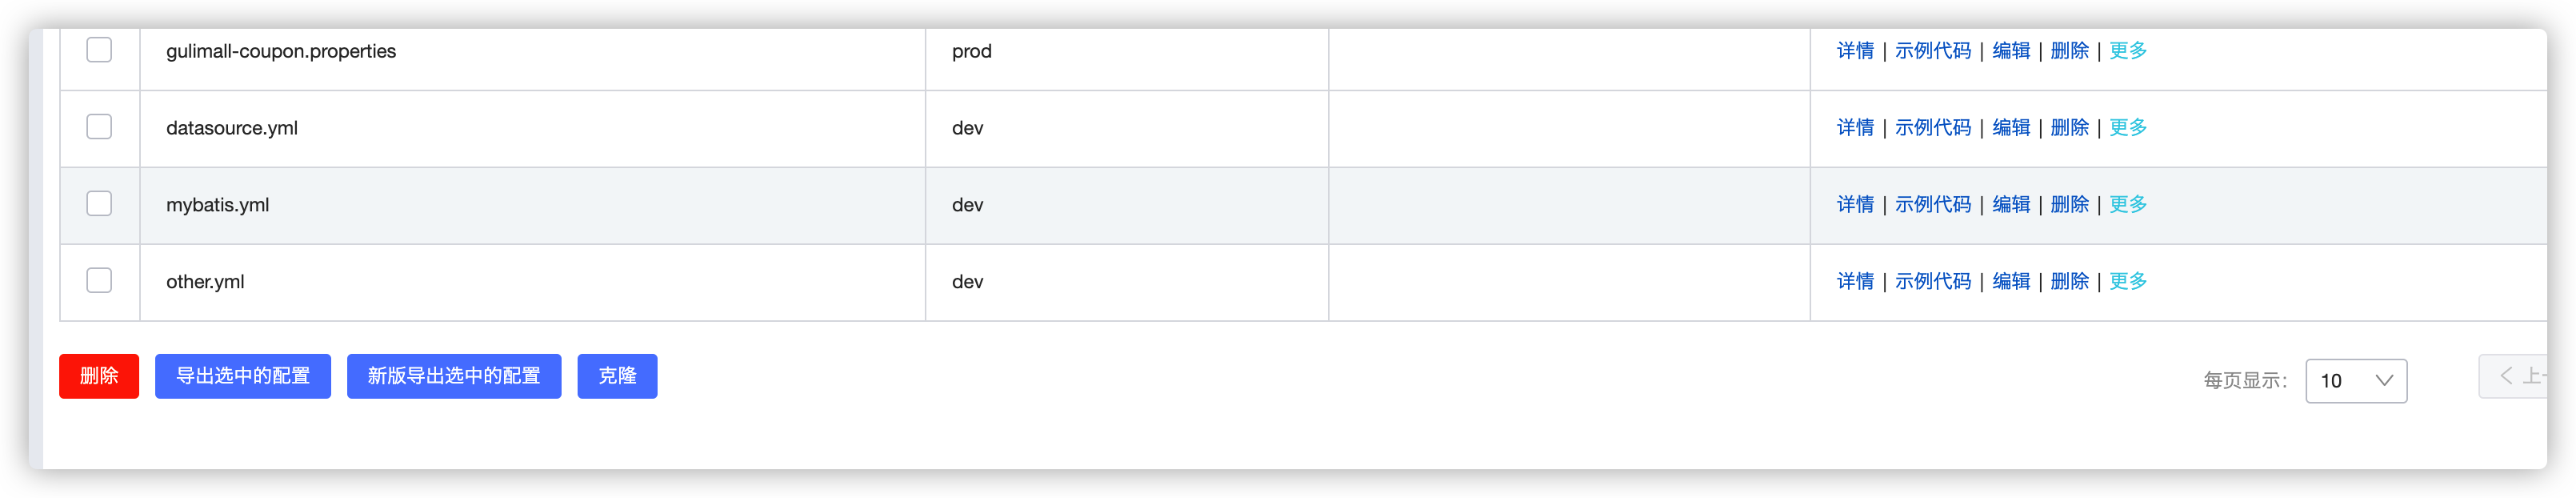 gulimall-coupon.properties prod 详情 | 示例代码 | 编辑 | 删除 | 更多
datasource.yml dev 详情 | 示例代码 | 编辑 | 删除 | 更多
mybatis.yml dev 详情 | 示例代码 | 编辑 | 删除 | 更多
other.yml dev 详情 | 示例代码 | 编辑 | 删除 | 更多
删除 导出选中的配置 新版导出选中的配置 克隆 每页显示: 10 < 上